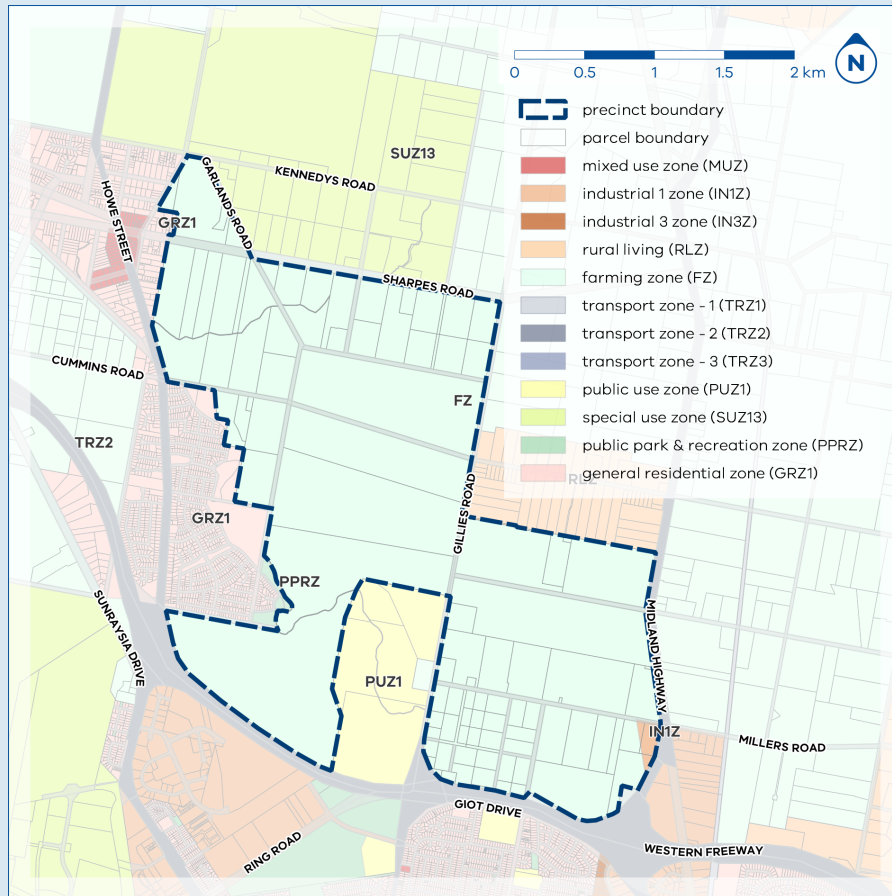 0 0.5 1 1.5 2 km
N
precinct boundary
parcel boundary
mixed use zone (MUZ)
industrial 1 zone (IN1Z)
industrial 3 zone (IN3Z)
rural living (RLZ)
farming zone (FZ)
transport zone - 1 (TRZ1)
transport zone - 2 (TRZ2)
transport zone - 3 (TRZ3)
public use zone (PUZ1)
special use zone (SUZ13)
public park & recreation zone (PPRZ)
general residential zone (GRZ1)
SUZ13
KENNEDYS ROAD
GARLANDS ROAD
HOWE STREET
GRZ1
SHARPES ROAD
CUMMINS ROAD
FZ
TRZ2
RLZ
GILLIES ROAD
GRZ1
PPRZ
SUNRAYSIA DRIVE
MIDLAND HIGHWAY
PUZ1
IN1Z
MILLERS ROAD
GIOT DRIVE
RING ROAD
WESTERN FREEWAY